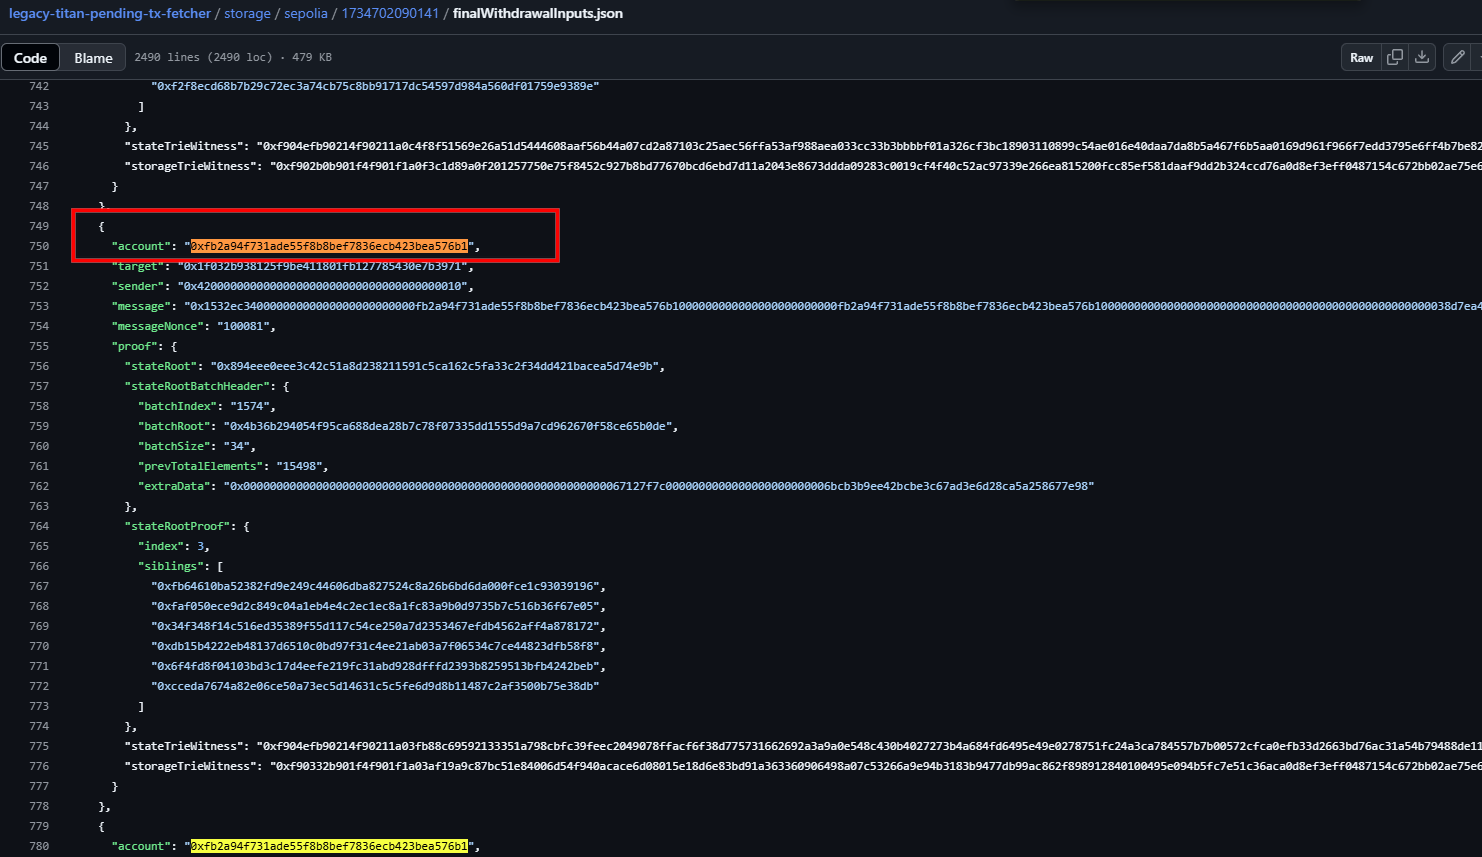 legacy-titan-pending-tx-fetcher / storage / sepolia / 1734702090141 / finalWithdrawalInputs.json
Code Blame 2490 lines (2490 loc) · 479 KB Raw
742 "0xf2f8ecd68b7b29c72ec3a74cb75c8bb91717dc54597d984a560df01759e9389e"
743 ]
744 },
745 "stateTrieWitness": "0xf904efb90214f90211a0c4f8f51569e26a51d5444608aaf56b44a07cd2a87103c25aec56ffa53af988aea033cc33b3bbbbf01a326cf3bc18903110899c54ae016e40daa7da8b5a467f6b5aa0169d961f966f7edd3795e6ff4b7be82
746 "storageTrieWitness": "0xf902b0b901f4f901f1a0f3c1d89a0f201257750e75f8452c927b8bd77670bcd6ebd7d11a2043e8673ddda09283c0019cf4f40c52ac97339e266ea815200fcc85ef581daaf9dd2b324ccd76a0d8ef3eff0487154c672bb02ae75e6
747 }
748 },
749 {
750 "account": "0xfb2a94f731ade55f8b8bef7836ecb423bea576b1",
751 "target": "0x1f032b938125f9be411801fb127785430e7b3971",
752 "sender": "0x4200000000000000000000000000000000000010",
753 "message": "0x1532ec34000000000000000000000000fb2a94f731ade55f8b8bef7836ecb423bea576b1000000000000000000000000fb2a94f731ade55f8b8bef7836ecb423bea576b100000000000000000000000000000000000000000000000000038d7ea4
754 "messageNonce": "100081",
755 "proof": {
756 "stateRoot": "0x894eee0eee3c42c51a8d238211591c5ca162c5fa33c2f34dd421bacea5d74e9b",
757 "stateRootBatchHeader": {
758 "batchIndex": "1574",
759 "batchRoot": "0x4b36b294054f95ca688dea28b7c78f07335dd1555d9a7cd962670f58ce65b0de",
760 "batchSize": "34",
761 "prevTotalElements": "15498",
762 "extraData": "0x0000000000000000000000000000000000000000000000000000000067127f7c0000000000000000000000006bcb3b9ee42bcbe3c67ad3e6d28ca5a258677e98"
763 },
764 "stateRootProof": {
765 "index": 3,
766 "siblings": [
767 "0xfb64610ba52382fd9e249c44606dba827524c8a26b6bd6da000fce1c93039196",
768 "0xfaf050ece9d2c849c04a1eb4e4c2ec1ec8a1fc83a9b0d9735b7c516b36f67e05",
769 "0x34f348f14c516ed35389f55d117c54ce250a7d2353467efdb4562aff4a878172",
770 "0xdb15b4222eb48137d6510c0bd97f31c4ee21ab03a7f06534c7ce44823dfb58f8",
771 "0x6f4fd8f04103bd3c17d4eefe219fc31abd928dfffd2393b8259513bfb4242beb",
772 "0xcceda7674a82e06ce50a73ec5d14631c5c5fe6d9d8b11487c2af3500b75e38db"
773 ]
774 },
775 "stateTrieWitness": "0xf904efb90214f90211a03fb88c69592133351a798cbfc39feec2049078ffacf6f38d775731662692a3a9a0e548c430b4027273b4a684fd6495e49e0278751fc24a3ca784557b7b00572cfca0efb33d2663bd76ac31a54b79488de11
776 "storageTrieWitness": "0xf90332b901f4f901f1a03af19a9c87bc51e84006d54f940acace6d08015e18d6e83bd91a363360906498a07c53266a9e94b3183b9477db99ac862f898912840100495e094b5fc7e51c36aca0d8ef3eff0487154c672bb02ae75e6
777 }
778 },
779 {
780 "account": "0xfb2a94f731ade55f8b8bef7836ecb423bea576b1",